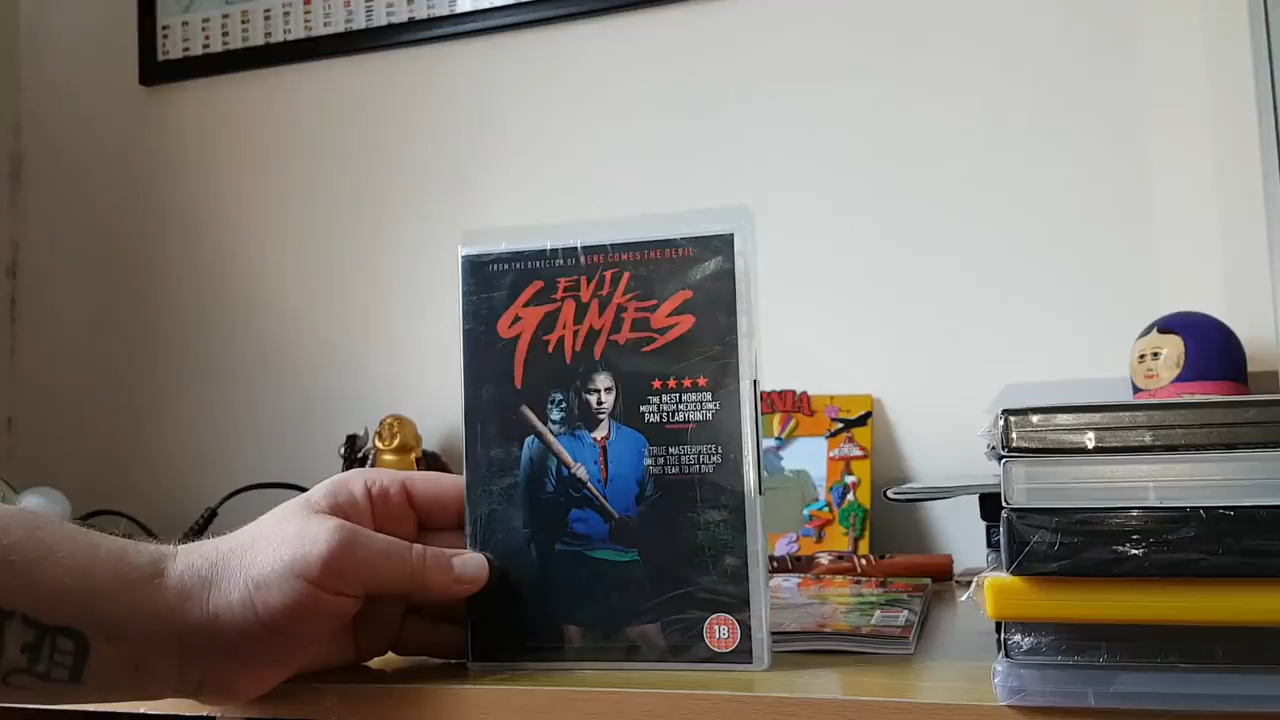 FROM THE DIRECTOR OF HERE COMES THE DEVIL
EVIL
GAMES
"THE BEST HORROR
MOVIE FROM MEXICO SINCE
PAN'S LABYRINTH"
"A TRUE MASTERPIECE &
ONE OF THE BEST FILMS
THIS YEAR TO HIT DVD"
18